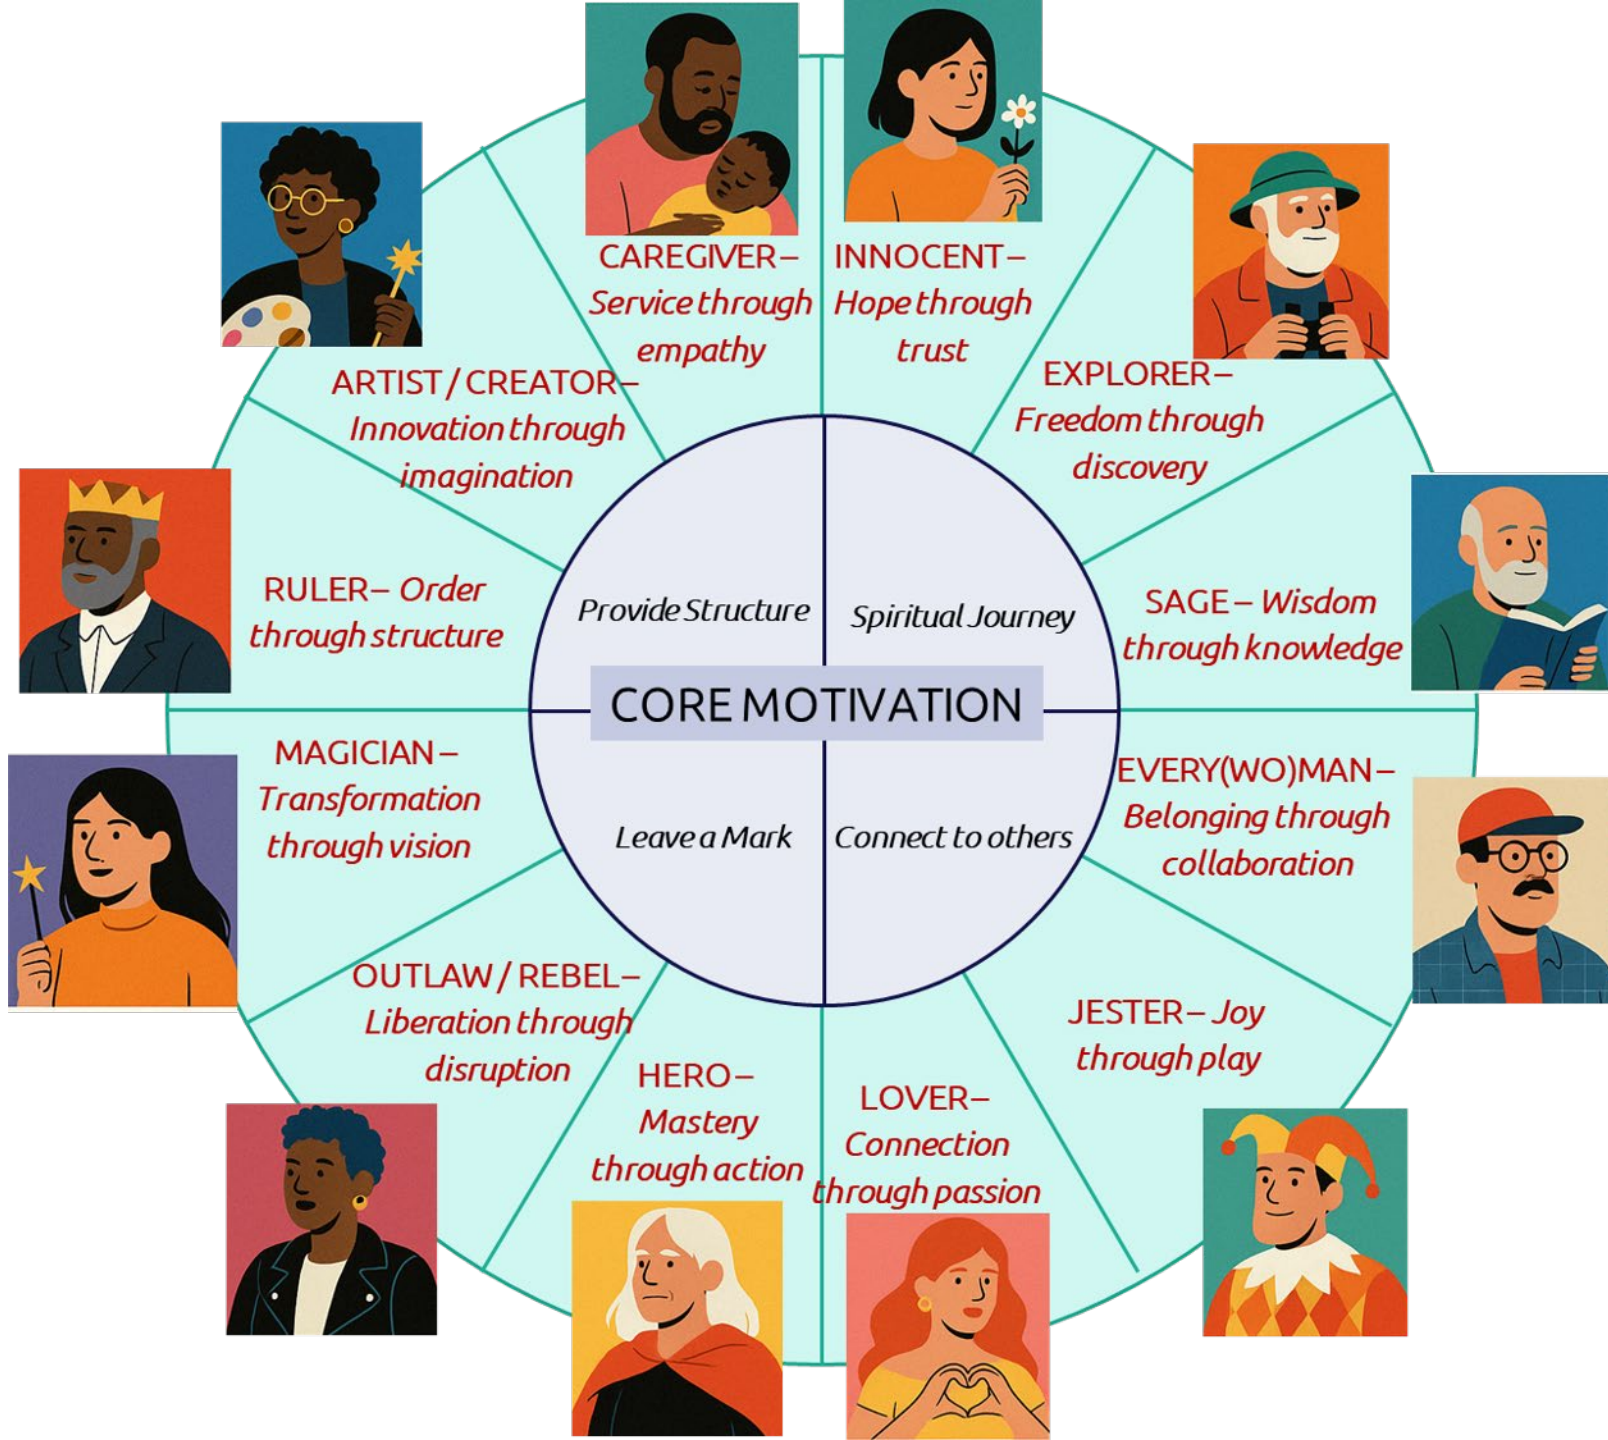 CAREGIVER–
Service through
empathy
INNOCENT–
Hope through
trust
EXPLORER–
Freedom through
discovery
SAGE– Wisdom
through knowledge
EVERY(WO)MAN–
Belonging through
collaboration
JESTER– Joy
through play
LOVER–
Connection
through passion
HERO–
Mastery
through action
OUTLAW / REBEL–
Liberation through
disruption
MAGICIAN–
Transformation
through vision
RULER– Order
through structure
ARTIST / CREATOR–
Innovation through
imagination
Provide Structure
Spiritual Journey
CORE MOTIVATION
Leave a Mark
Connect to others